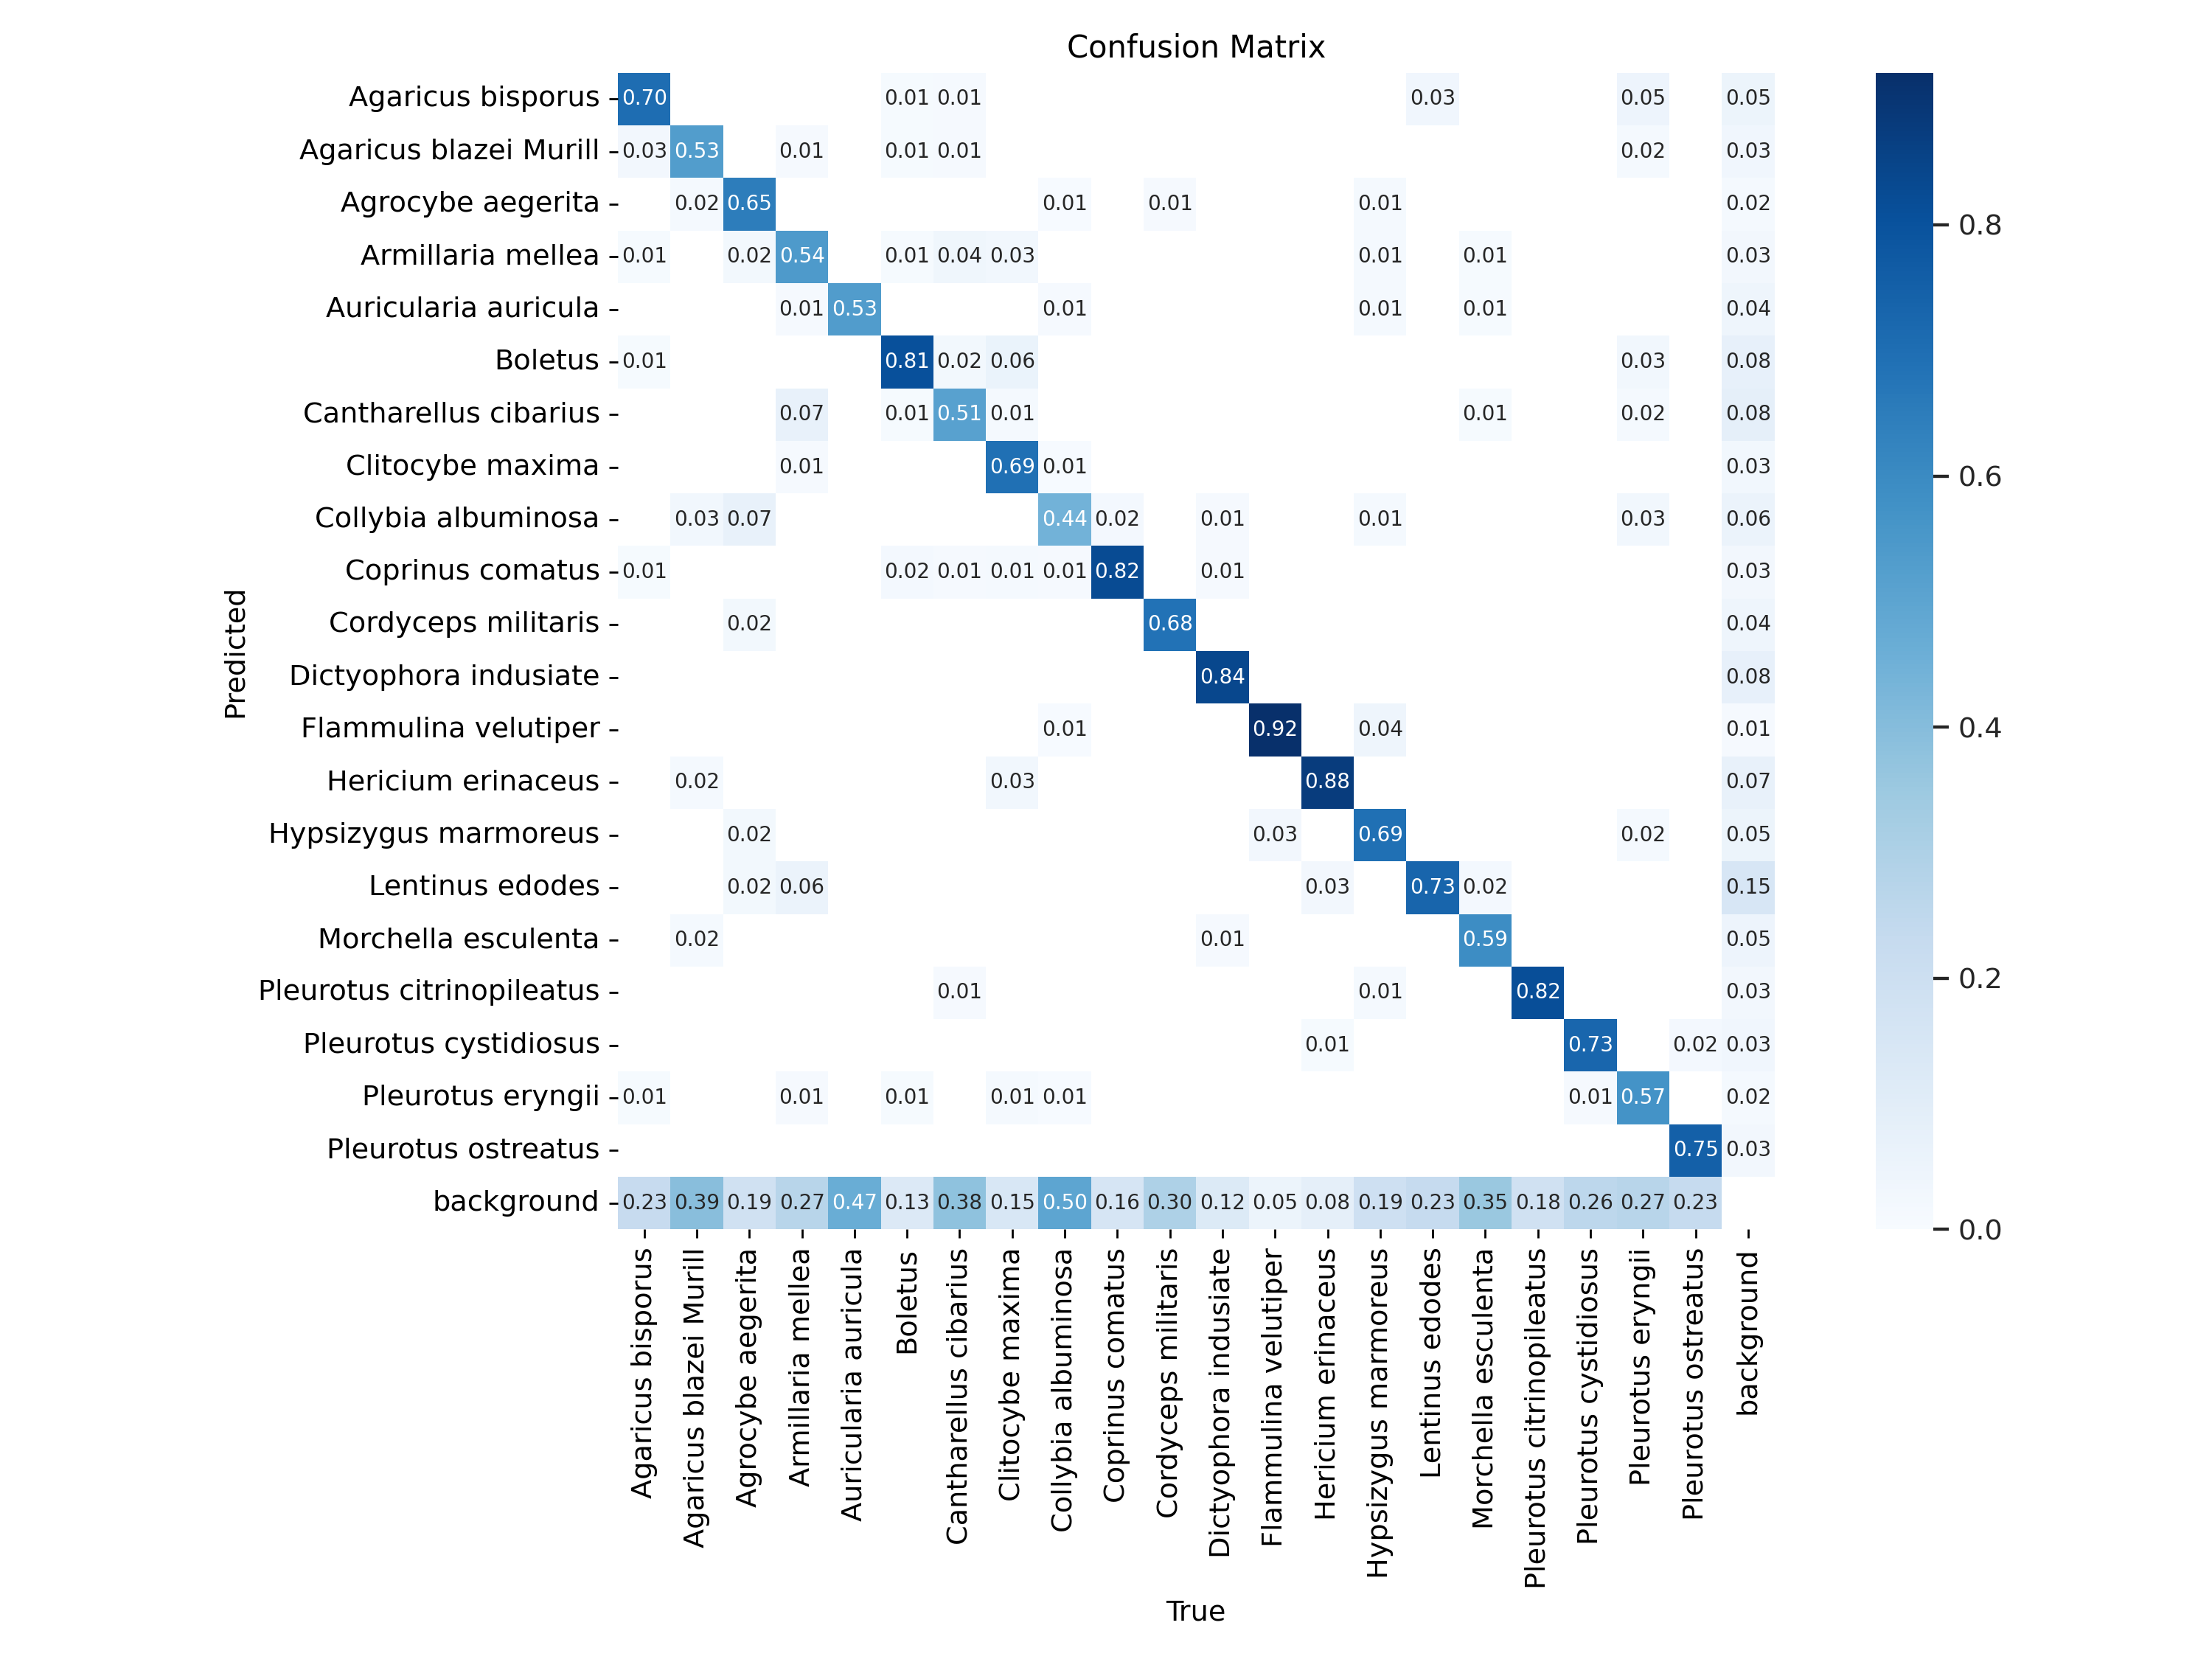 Confusion Matrix
Agaricus bisporus 0.70 0.01 0.01 0.03 0.05 0.05
Agaricus blazei Murill 0.03 0.53 0.01 0.01 0.01 0.02 0.03
Agrocybe aegerita 0.02 0.65 0.01 0.01 0.01 0.02
0.8
Armillaria mellea 0.01 0.02 0.54 0.01 0.04 0.03 0.01 0.01 0.03
Auricularia auricula 0.01 0.53 0.01 0.01 0.01 0.04
Boletus 0.01 0.81 0.02 0.06 0.03 0.08
Cantharellus cibarius 0.07 0.01 0.51 0.01 0.01 0.02 0.08
Clitocybe maxima 0.01 0.69 0.01 0.03
0.6
Collybia albuminosa 0.03 0.07 0.44 0.02 0.01 0.01 0.03 0.06
Coprinus comatus 0.01 0.02 0.01 0.01 0.01 0.82 0.01 0.03
Cordyceps militaris 0.02 0.68 0.04
Predicted
Dictyophora indusiate 0.84 0.08
Flammulina velutiper 0.01 0.92 0.04 0.01
0.4
Hericium erinaceus 0.02 0.03 0.88 0.07
Hypsizygus marmoreus 0.02 0.03 0.69 0.02 0.05
Lentinus edodes 0.02 0.06 0.03 0.73 0.02 0.15
Morchella esculenta 0.02 0.01 0.59 0.05
0.2
Pleurotus citrinopileatus 0.01 0.01 0.82 0.03
Pleurotus cystidiosus 0.01 0.73 0.02 0.03
Pleurotus eryngii 0.01 0.01 0.01 0.01 0.01 0.01 0.57 0.02
Pleurotus ostreatus 0.75 0.03
background 0.23 0.39 0.19 0.27 0.47 0.13 0.38 0.15 0.50 0.16 0.30 0.12 0.05 0.08 0.19 0.23 0.35 0.18 0.26 0.27 0.23
0.0
Agaricus bisporus
Agaricus blazei Murill
Agrocybe aegerita
Armillaria mellea
Auricularia auricula
Boletus
Cantharellus cibarius
Clitocybe maxima
Collybia albuminosa
Coprinus comatus
Cordyceps militaris
Dictyophora indusiate
Flammulina velutiper
Hericium erinaceus
Hypsizygus marmoreus
Lentinus edodes
Morchella esculenta
Pleurotus citrinopileatus
Pleurotus cystidiosus
Pleurotus eryngii
Pleurotus ostreatus
background
True